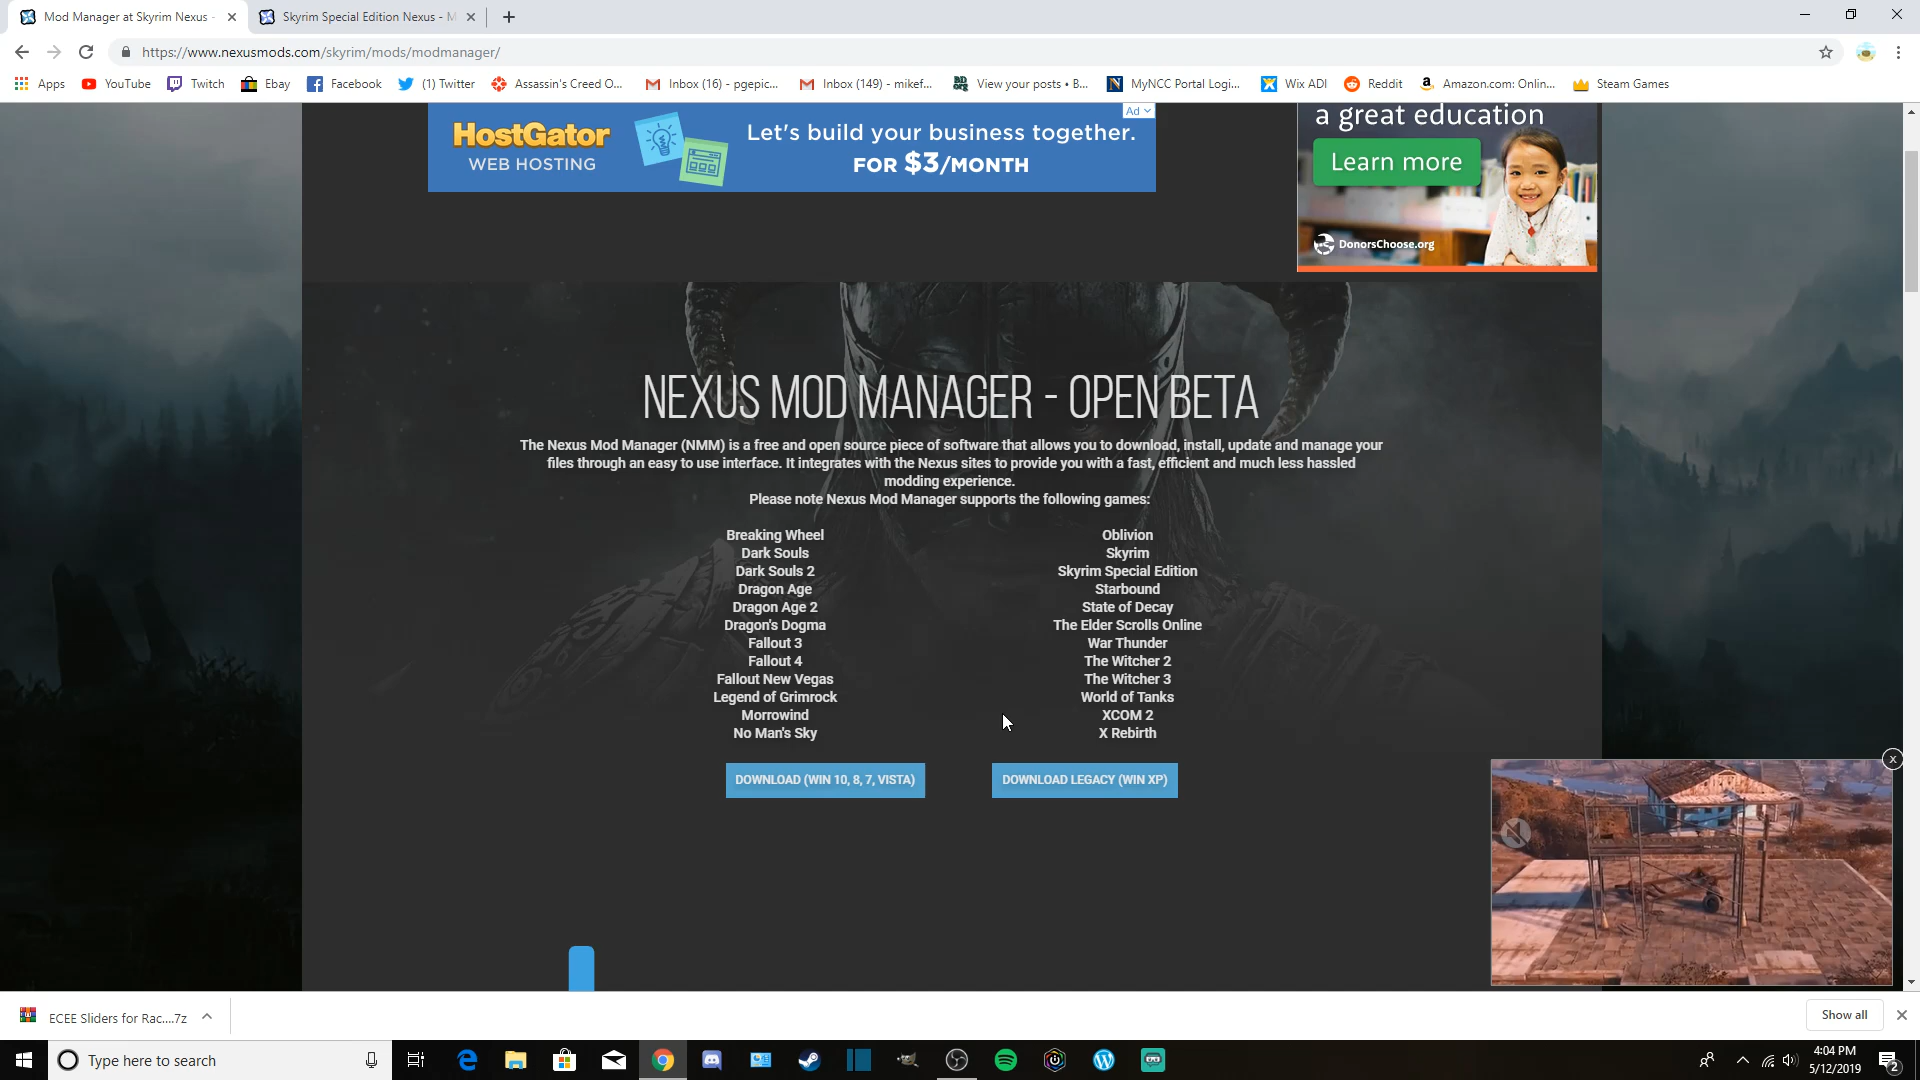 Mod Manager at Skyrim Nexus -
Skyrim Special Edition Nexus - M
https://www.nexusmods.com/skyrim/mods/modmanager/
Apps
YouTube
Twitch
Ebay
Facebook
(1) Twitter
Assassin's Creed O...
Inbox (16) - pgepic...
Inbox (149) - mikef...
View your posts • B...
MyNCC Portal Logi...
Wix ADI
Reddit
Amazon.com: Onlin...
Steam Games
HostGator
WEB HOSTING
Let's build your business together.
FOR $3/MONTH
Ad
a great education
Learn more
DonorsChoose.org
NEXUS MOD MANAGER - OPEN BETA
The Nexus Mod Manager (NMM) is a free and open source piece of software that allows you to download, install, update and manage your
files through an easy to use interface. It integrates with the Nexus sites to provide you with a fast, efficient and much less hassled
modding experience.
Please note Nexus Mod Manager supports the following games:
Breaking Wheel
Dark Souls
Dark Souls 2
Dragon Age
Dragon Age 2
Dragon's Dogma
Fallout 3
Fallout 4
Fallout New Vegas
Legend of Grimrock
Morrowind
No Man's Sky
Oblivion
Skyrim
Skyrim Special Edition
Starbound
State of Decay
The Elder Scrolls Online
War Thunder
The Witcher 2
The Witcher 3
World of Tanks
XCOM 2
X Rebirth
DOWNLOAD (WIN 10, 8, 7, VISTA)
DOWNLOAD LEGACY (WIN XP)
ECEE Sliders for Rac....7z
Show all
Type here to search
4:04 PM
5/12/2019
2